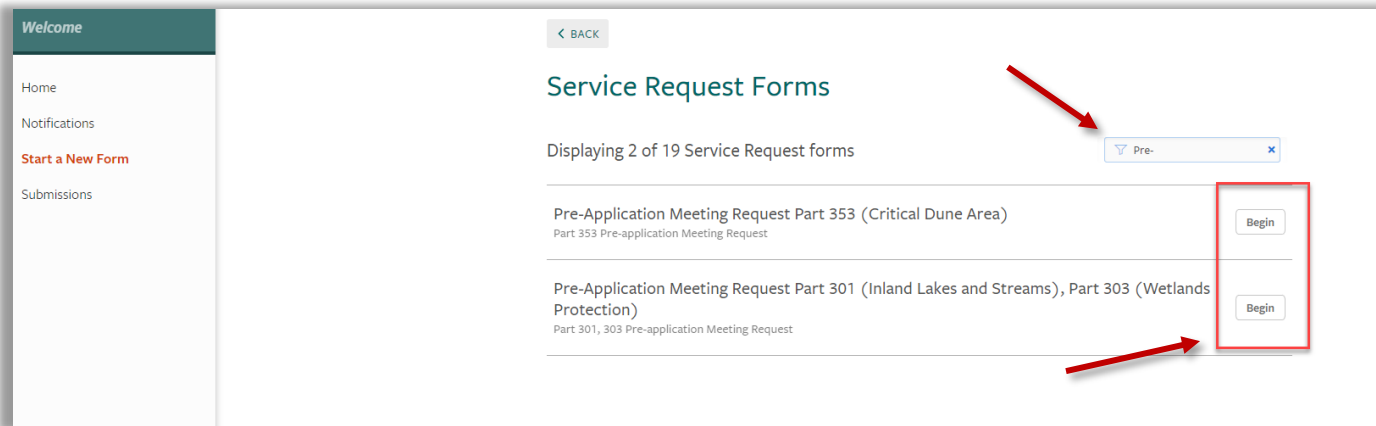 Welcome
Home
Notifications
Start a New Form
Submissions
BACK
Service Request Forms
Displaying 2 of 19 Service Request forms
Pre-
Pre-Application Meeting Request Part 353 (Critical Dune Area)
Part 353 Pre-application Meeting Request
Begin
Pre-Application Meeting Request Part 301 (Inland Lakes and Streams), Part 303 (Wetlands
Protection)
Part 301, 303 Pre-application Meeting Request
Begin